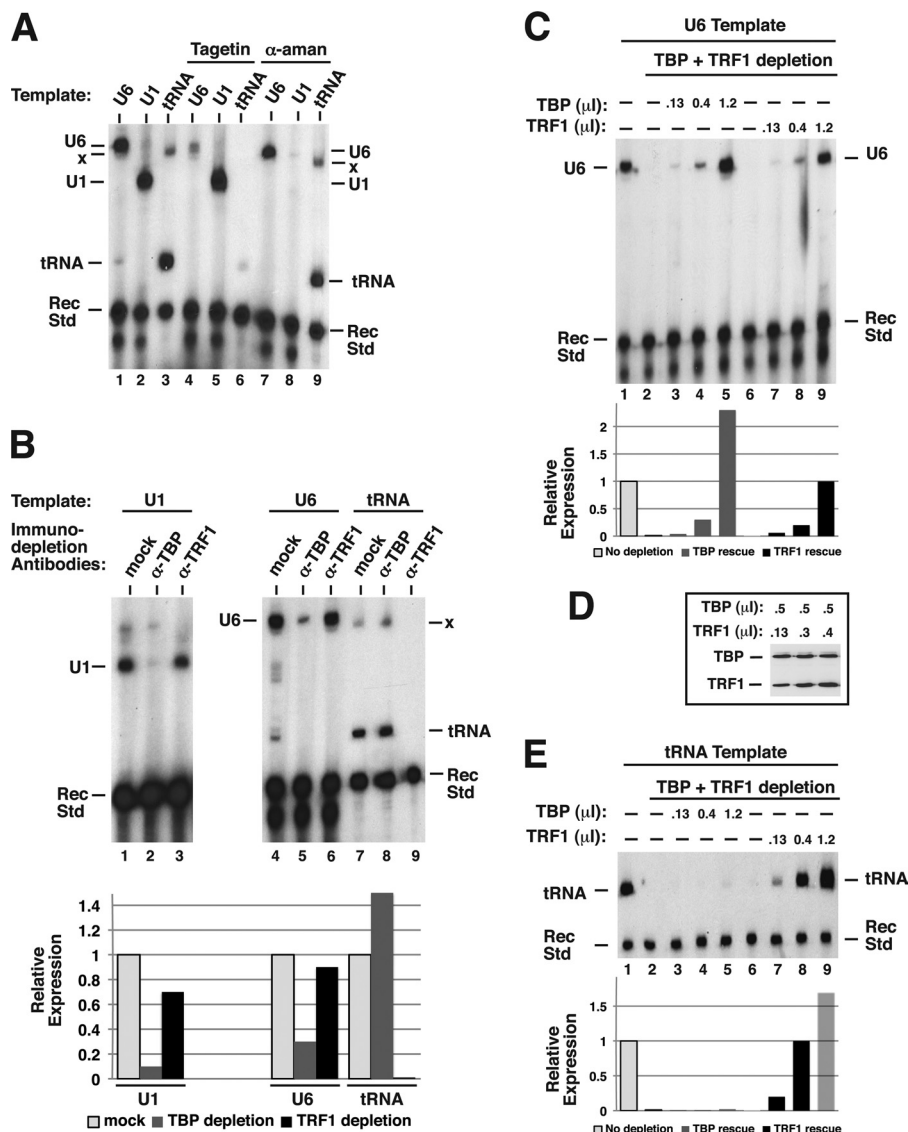 A
Tagetin α-aman
Template: U6 U1 tRNA U6 U1 tRNA U6 U1 tRNA
U6
x
U1
tRNA
Rec
Std
U6
x
U1
tRNA
Rec
Std
1 2 3 4 5 6 7 8 9
B
Template: U1 U6 tRNA
Immuno-
depletion
Antibodies:
mock α-TBP α-TRF1 mock α-TBP α-TRF1 mock α-TBP α-TRF1
U1
Rec
Std
U6
x
tRNA
Rec
Std
1 2 3 4 5 6 7 8 9
Relative
Expression
1.4
1.2
1
0.8
0.6
0.4
0.2
0
U1 U6 tRNA
mock TBP depletion TRF1 depletion
C
U6 Template
TBP + TRF1 depletion
TBP (μl): – – .13 0.4 1.2 – – – –
TRF1 (μl): – – – – – – .13 0.4 1.2
U6
U6
Rec
Std
Rec
Std
1 2 3 4 5 6 7 8 9
Relative
Expression
2
1.5
1
0.5
0
No depletion TBP rescue TRF1 rescue
D
TBP (μl): .5 .5 .5
TRF1 (μl): .13 .3 .4
TBP
TRF1
E
tRNA Template
TBP + TRF1 depletion
TBP (μl): – – .13 0.4 1.2 – – – –
TRF1 (μl): – – – – – – .13 0.4 1.2
tRNA
tRNA
Rec
Std
Rec
Std
1 2 3 4 5 6 7 8 9
Relative
Expression
1.5
1
0.5
0
No depletion TBP rescue TRF1 rescue